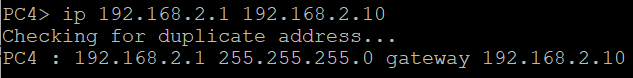 PC4> ip 192.168.2.1 192.168.2.10
Checking for duplicate address...
PC4 : 192.168.2.1 255.255.255.0 gateway 192.168.2.10